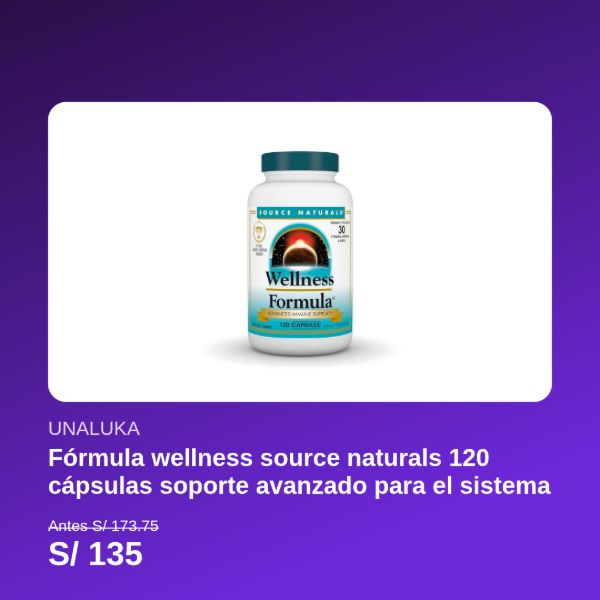 SOURCE NATURALS
30
Wellness
Formula
ADVANCED IMMUNE SUPPORT
120 CAPSULES
UNALUKA
Fórmula wellness source naturals 120
cápsulas soporte avanzado para el sistema
Antes S/ 173.75
S/ 135